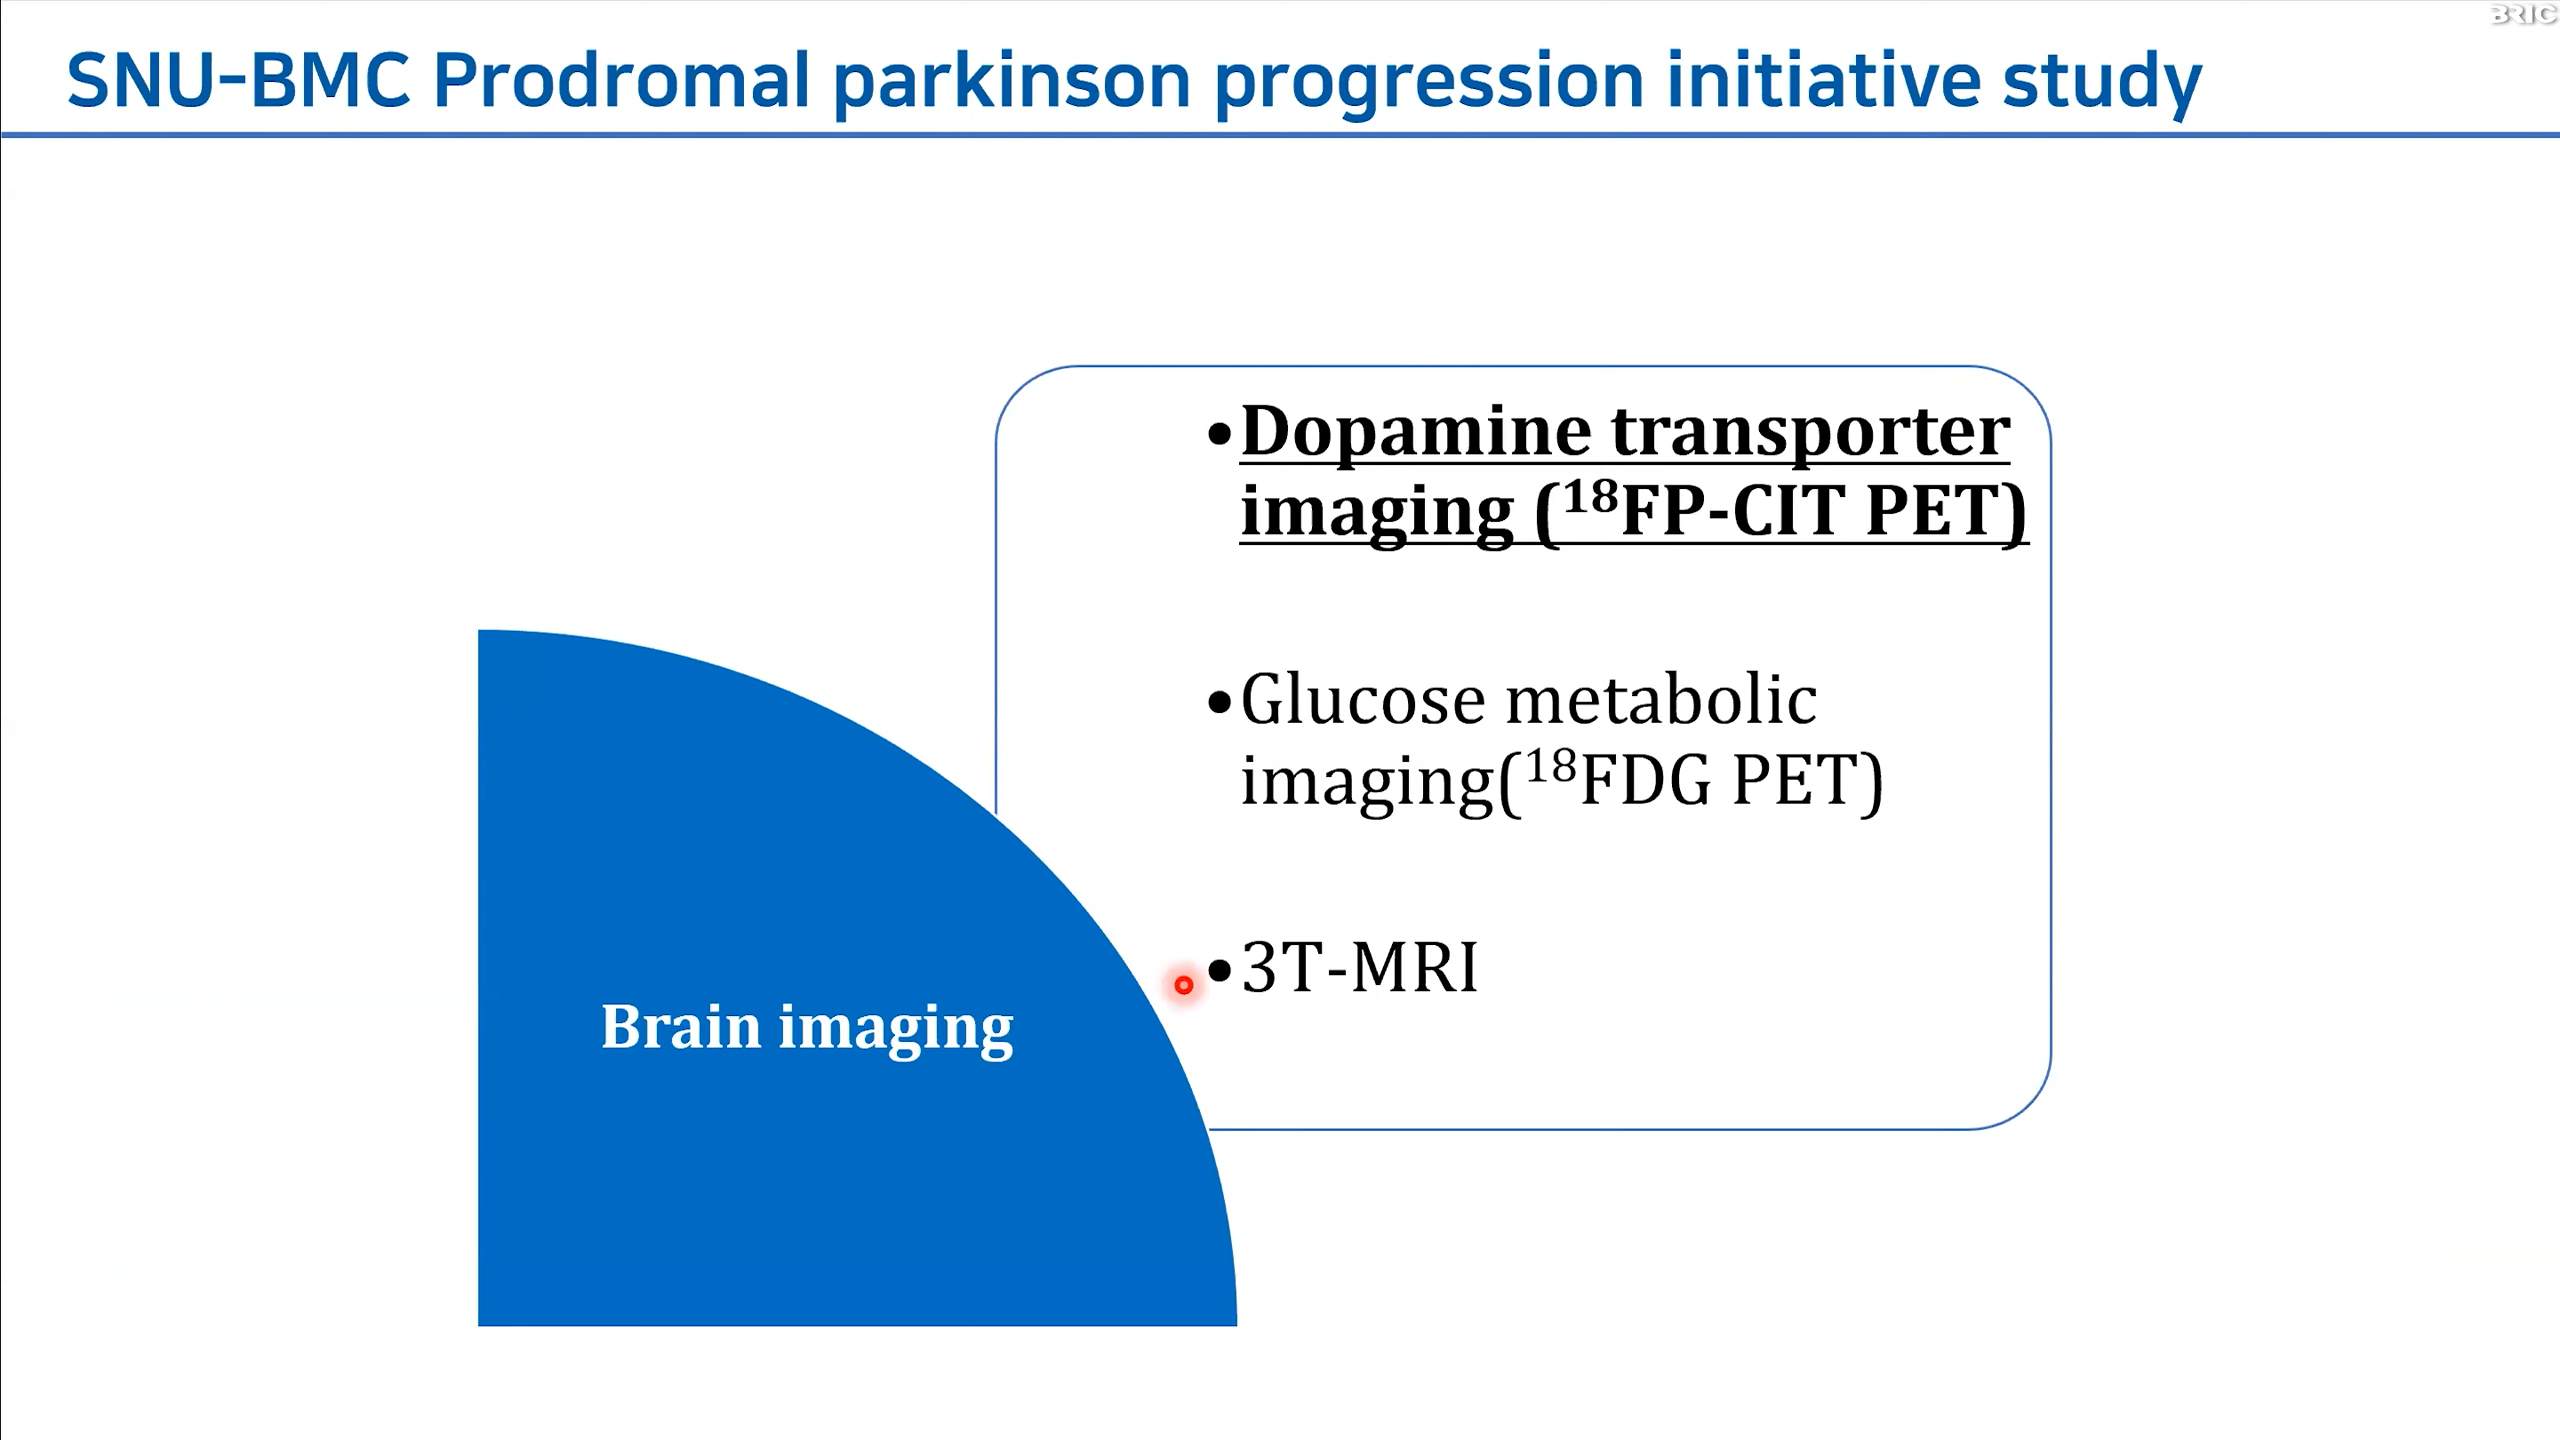 BRIC
SNU-BMC Prodromal parkinson progression initiative study
•Dopamine transporter
imaging (¹⁸FP-CIT PET)
•Glucose metabolic
imaging(¹⁸FDG PET)
•3T-MRI
Brain imaging